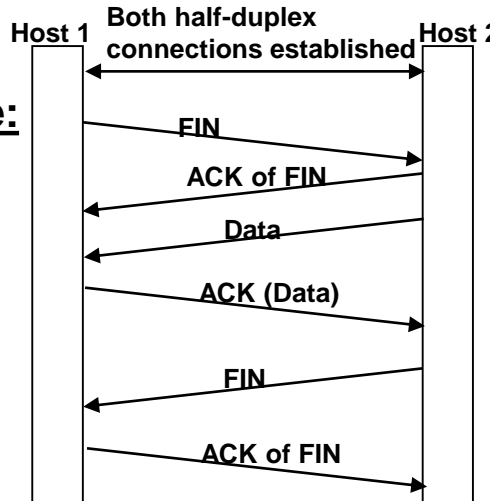 Both half-duplex
Host 1
connections established
Host 2
e:
FIN
ACK of FIN
Data
ACK (Data)
FIN
ACK of FIN